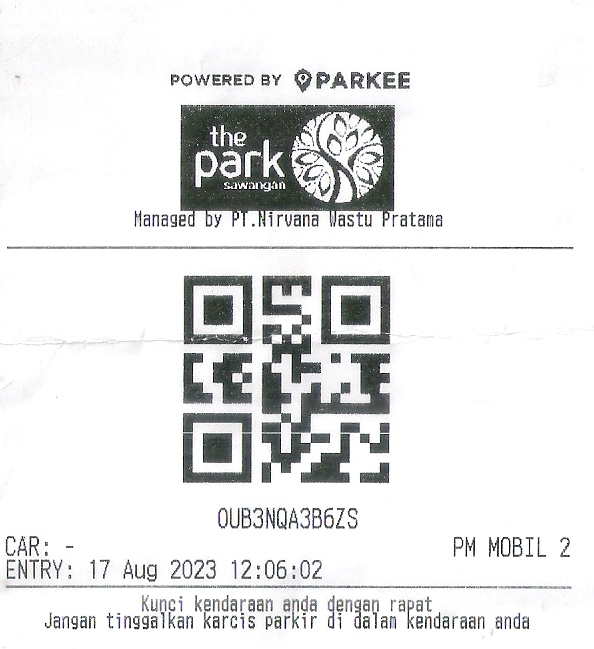 POWERED BY PARKEE
the
park
sawangan
Managed by PT.Nirvana Wastu Pratama
OUB3NQA3B6ZS
CAR: - PM MOBIL 2
ENTRY: 17 Aug 2023 12:06:02
Kunci kendaraan anda dengan rapat
Jangan tinggalkan karcis parkir di dalam kendaraan anda